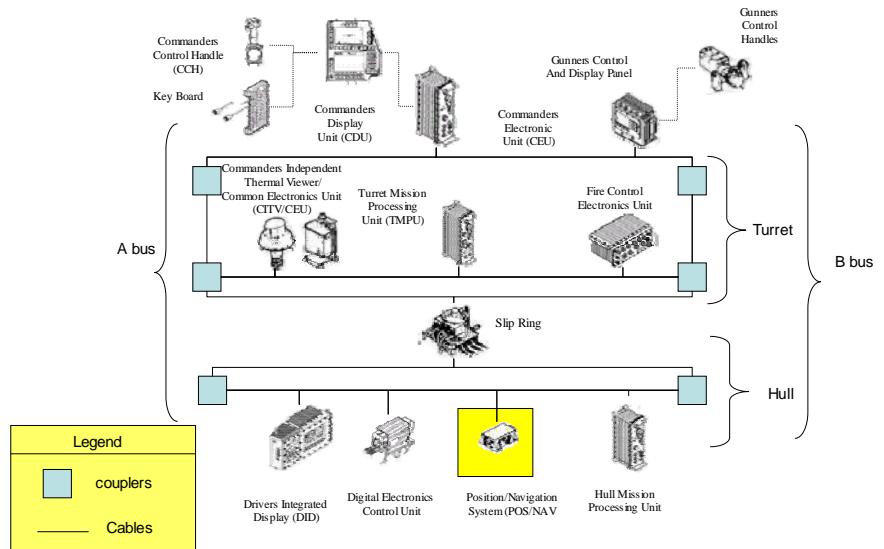 Commanders
Control Handle
(CCH)
Key Board
Commanders
Display
Unit (CDU)
Gunners Control
And Display Panel
Commanders
Electronic
Unit (CEU)
Gunners
Control
Handles
Commanders Independent
Thermal Viewer/
Common Electronics Unit
(CITV/CEU)
Turret Mission
Processing
Unit (TMPU)
Fire Control
Electronics Unit
Turret
A bus
B bus
Slip Ring
Hull
Legend
couplers
Cables
Drivers Integrated
Display (DID)
Digital Electronics
Control Unit
Position/Navigation
System (POS/NAV
Hull Mission
Processing Unit